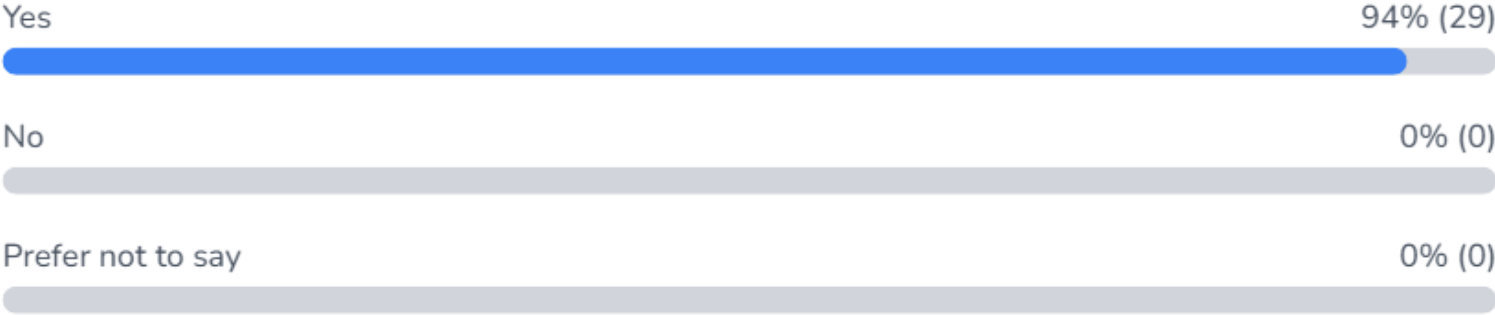 Yes 94% (29)
No 0% (0)
Prefer not to say 0% (0)